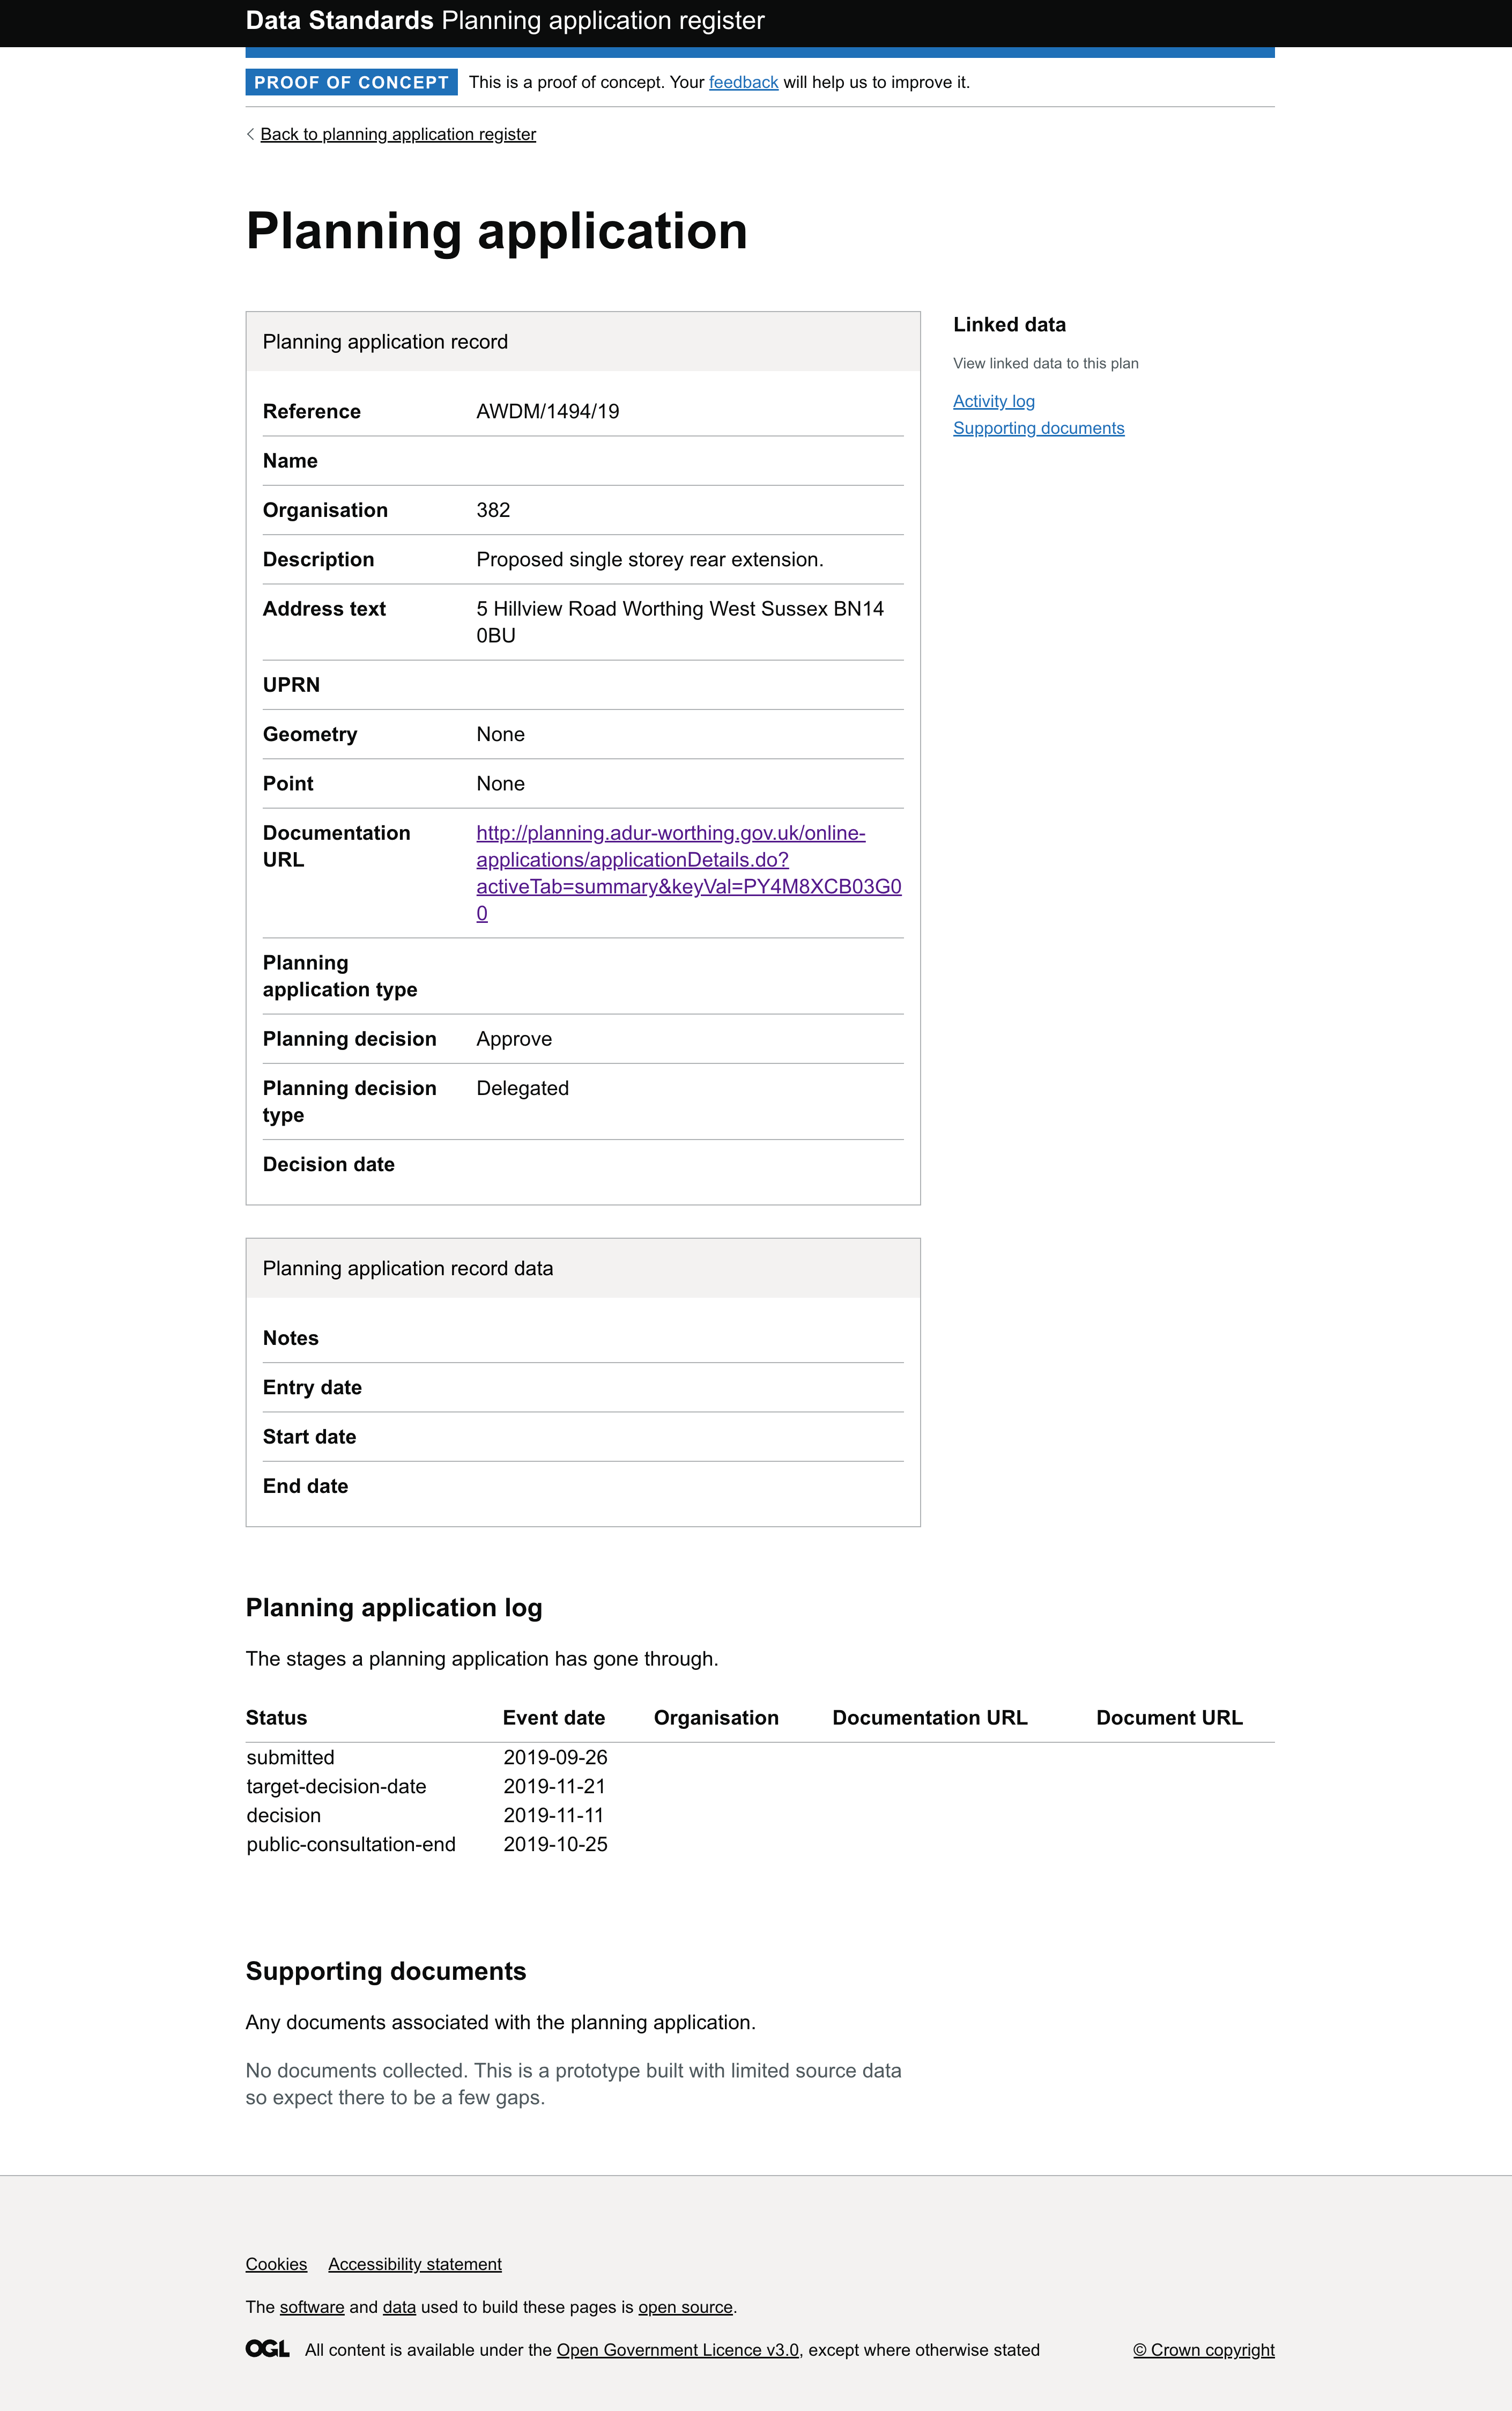 Data Standards Planning application register
PROOF OF CONCEPT This is a proof of concept. Your feedback will help us to improve it.
Back to planning application register
Planning application
Planning application record
Reference AWDM/1494/19
Name
Organisation 382
Description Proposed single storey rear extension.
Address text 5 Hillview Road Worthing West Sussex BN14
0BU
UPRN
Geometry None
Point None
Documentation http://planning.adur-worthing.gov.uk/online-
URL applications/applicationDetails.do?
activeTab=summary&keyVal=PY4M8XCB03G0
0
Planning
application type
Planning decision Approve
Planning decision Delegated
type
Decision date
Linked data
View linked data to this plan
Activity log
Supporting documents
Planning application record data
Notes
Entry date
Start date
End date
Planning application log
The stages a planning application has gone through.
Status Event date Organisation Documentation URL Document URL
submitted 2019-09-26
target-decision-date 2019-11-21
decision 2019-11-11
public-consultation-end 2019-10-25
Supporting documents
Any documents associated with the planning application.
No documents collected. This is a prototype built with limited source data
so expect there to be a few gaps.
Cookies Accessibility statement
The software and data used to build these pages is open source.
OGL All content is available under the Open Government Licence v3.0, except where otherwise stated © Crown copyright